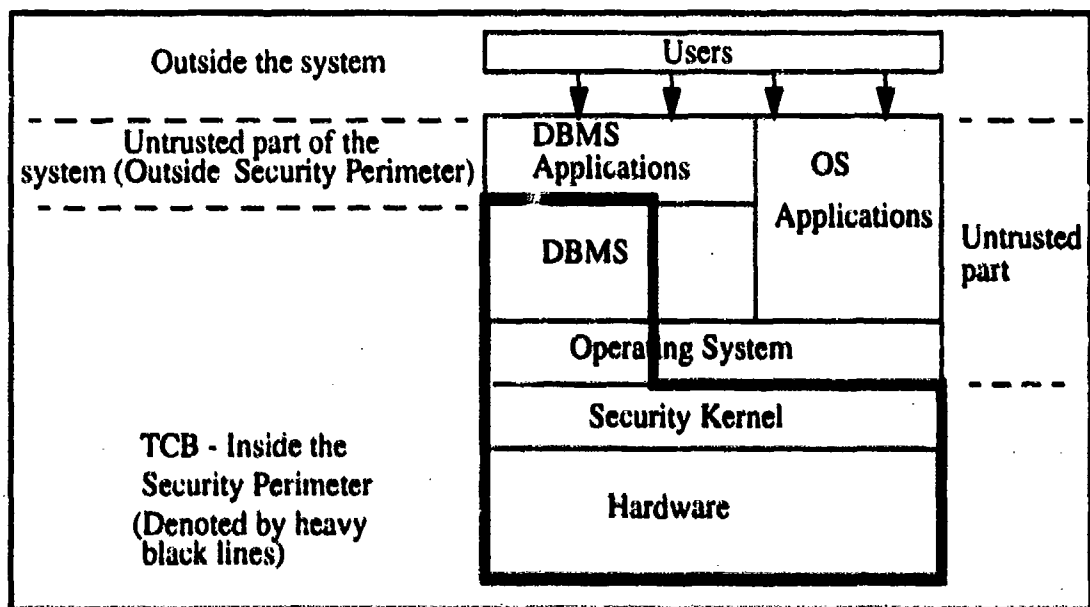 Users
Outside the system
Untrusted part of the
system (Outside Security Perimeter)
DBMS
Applications
OS
Applications
Untrusted
part
DBMS
Operating System
Security Kernel
TCB - Inside the
Security Perimeter
(Denoted by heavy
black lines)
Hardware